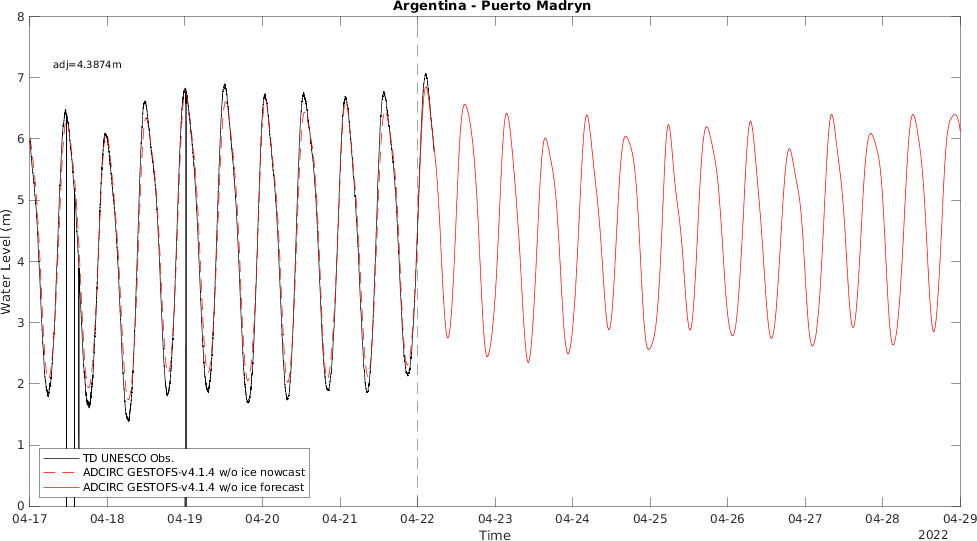 Argentina - Puerto Madryn
8
7
6
5
4
3
2
1
0
Water Level (m)
adj=4.3874m
TD UNESCO Obs.
ADCIRC GESTOFS-v4.1.4 w/o ice nowcast
ADCIRC GESTOFS-v4.1.4 w/o ice forecast
04-17 04-18 04-19 04-20 04-21 04-22 04-23 04-24 04-25 04-26 04-27 04-28 04-29
Time
2022